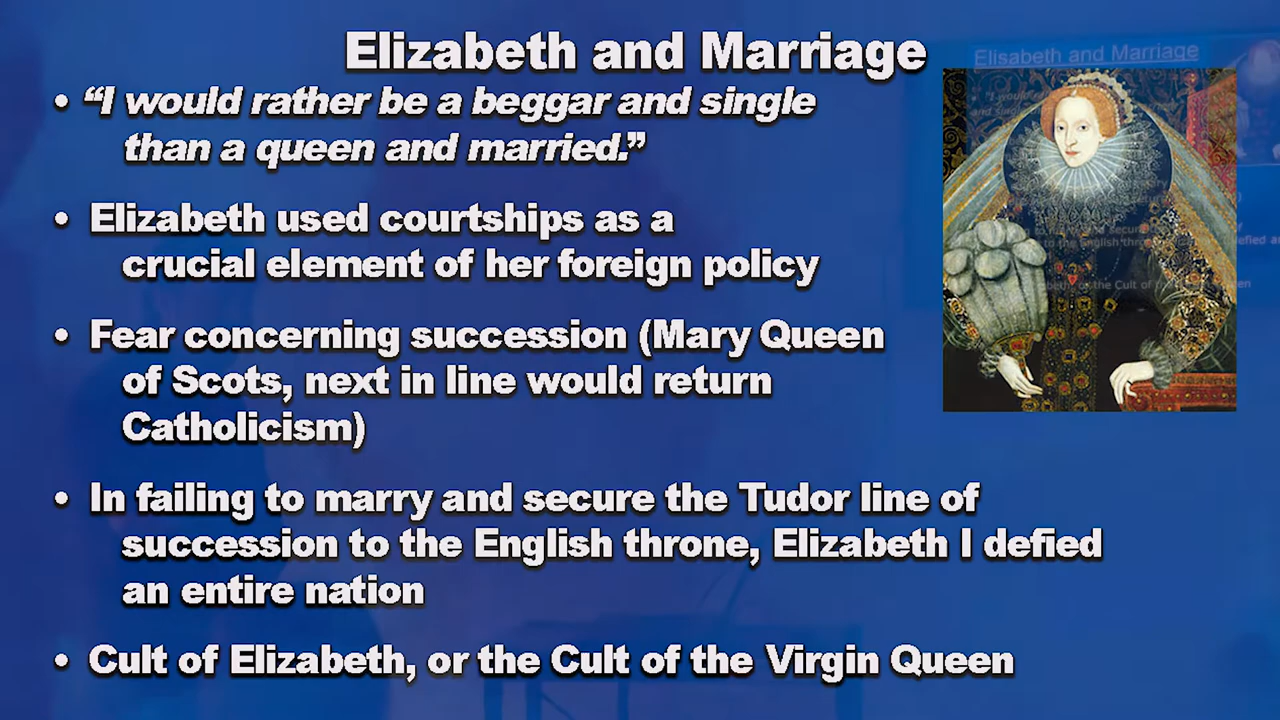 Elizabeth and Marriage
Elisabeth and Marriage
• “I would rather be a beggar and single
than a queen and married.”
• Elizabeth used courtships as a
crucial element of her foreign policy
• Fear concerning succession (Mary Queen
of Scots, next in line would return
Catholicism)
• In failing to marry and secure the Tudor line of
succession to the English throne, Elizabeth I defied
an entire nation
• Cult of Elizabeth, or the Cult of the Virgin Queen